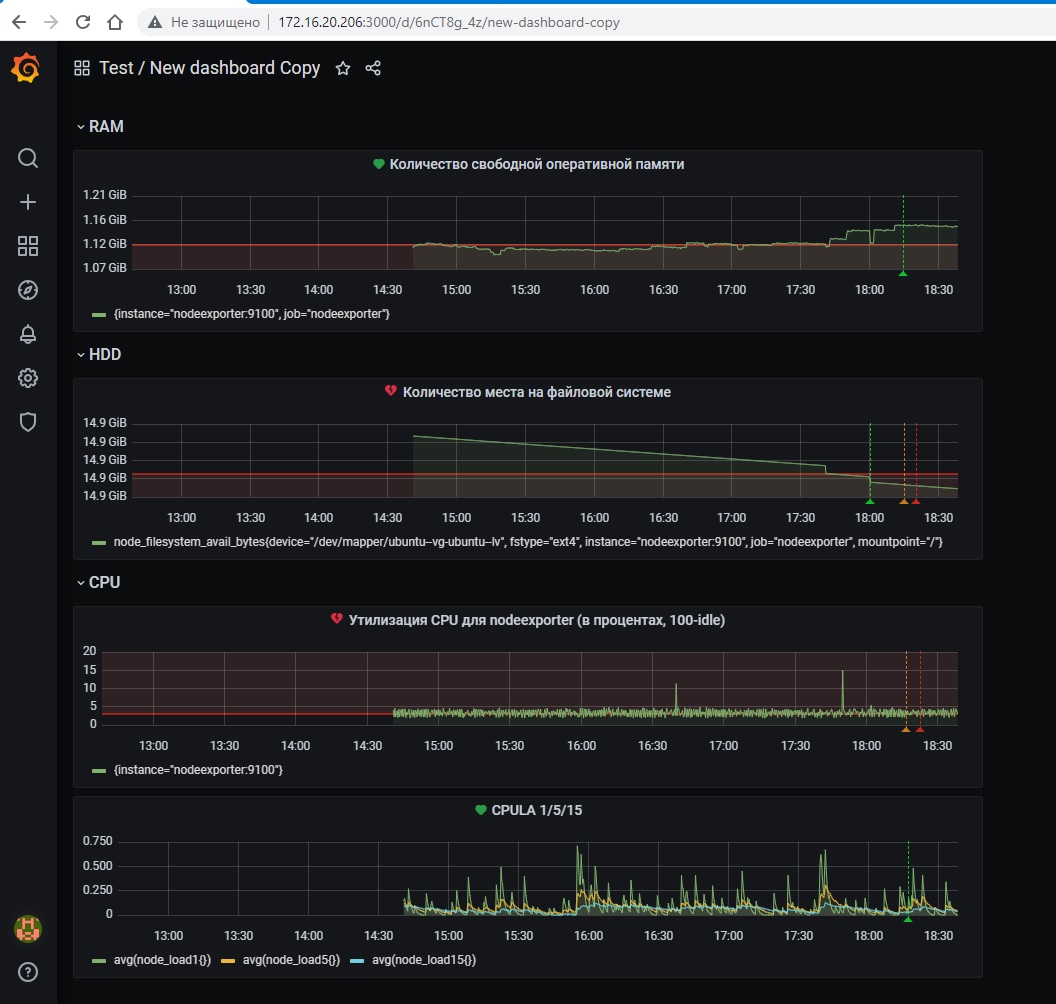 Не защищено 172.16.20.206:3000/d/6nCT8g_4z/new-dashboard-copy
Test / New dashboard Copy
RAM
Количество свободной оперативной памяти
1.21 GiB
1.16 GiB
1.12 GiB
1.07 GiB
13:00 13:30 14:00 14:30 15:00 15:30 16:00 16:30 17:00 17:30 18:00 18:30
{instance="nodeexporter:9100", job="nodeexporter"}
HDD
Количество места на файловой системе
14.9 GiB
14.9 GiB
14.9 GiB
14.9 GiB
14.9 GiB
13:00 13:30 14:00 14:30 15:00 15:30 16:00 16:30 17:00 17:30 18:00 18:30
node_filesystem_avail_bytes{device="/dev/mapper/ubuntu--vg-ubuntu--lv", fstype="ext4", instance="nodeexporter:9100", job="nodeexporter", mountpoint="/"}
CPU
Утилизация CPU для nodeexporter (в процентах, 100-idle)
20
15
10
5
0
13:00 13:30 14:00 14:30 15:00 15:30 16:00 16:30 17:00 17:30 18:00 18:30
{instance="nodeexporter:9100"}
CPULA 1/5/15
0.750
0.500
0.250
0
13:00 13:30 14:00 14:30 15:00 15:30 16:00 16:30 17:00 17:30 18:00 18:30
avg(node_load1{}) avg(node_load5{}) avg(node_load15{})